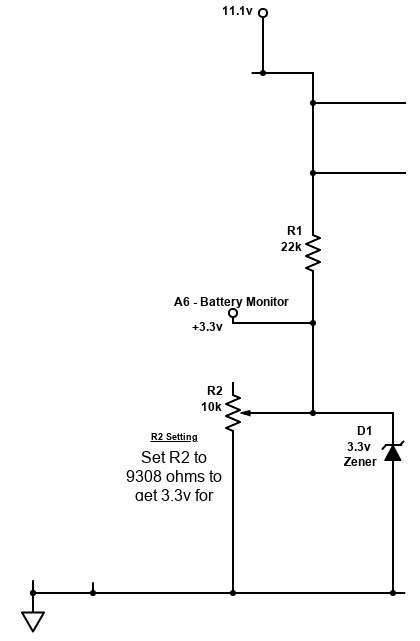 11.1v
R1
22k
A6 - Battery Monitor
+3.3v
R2
10k
R2 Setting
Set R2 to
9308 ohms to
get 3.3v for
D1
3.3v
Zener